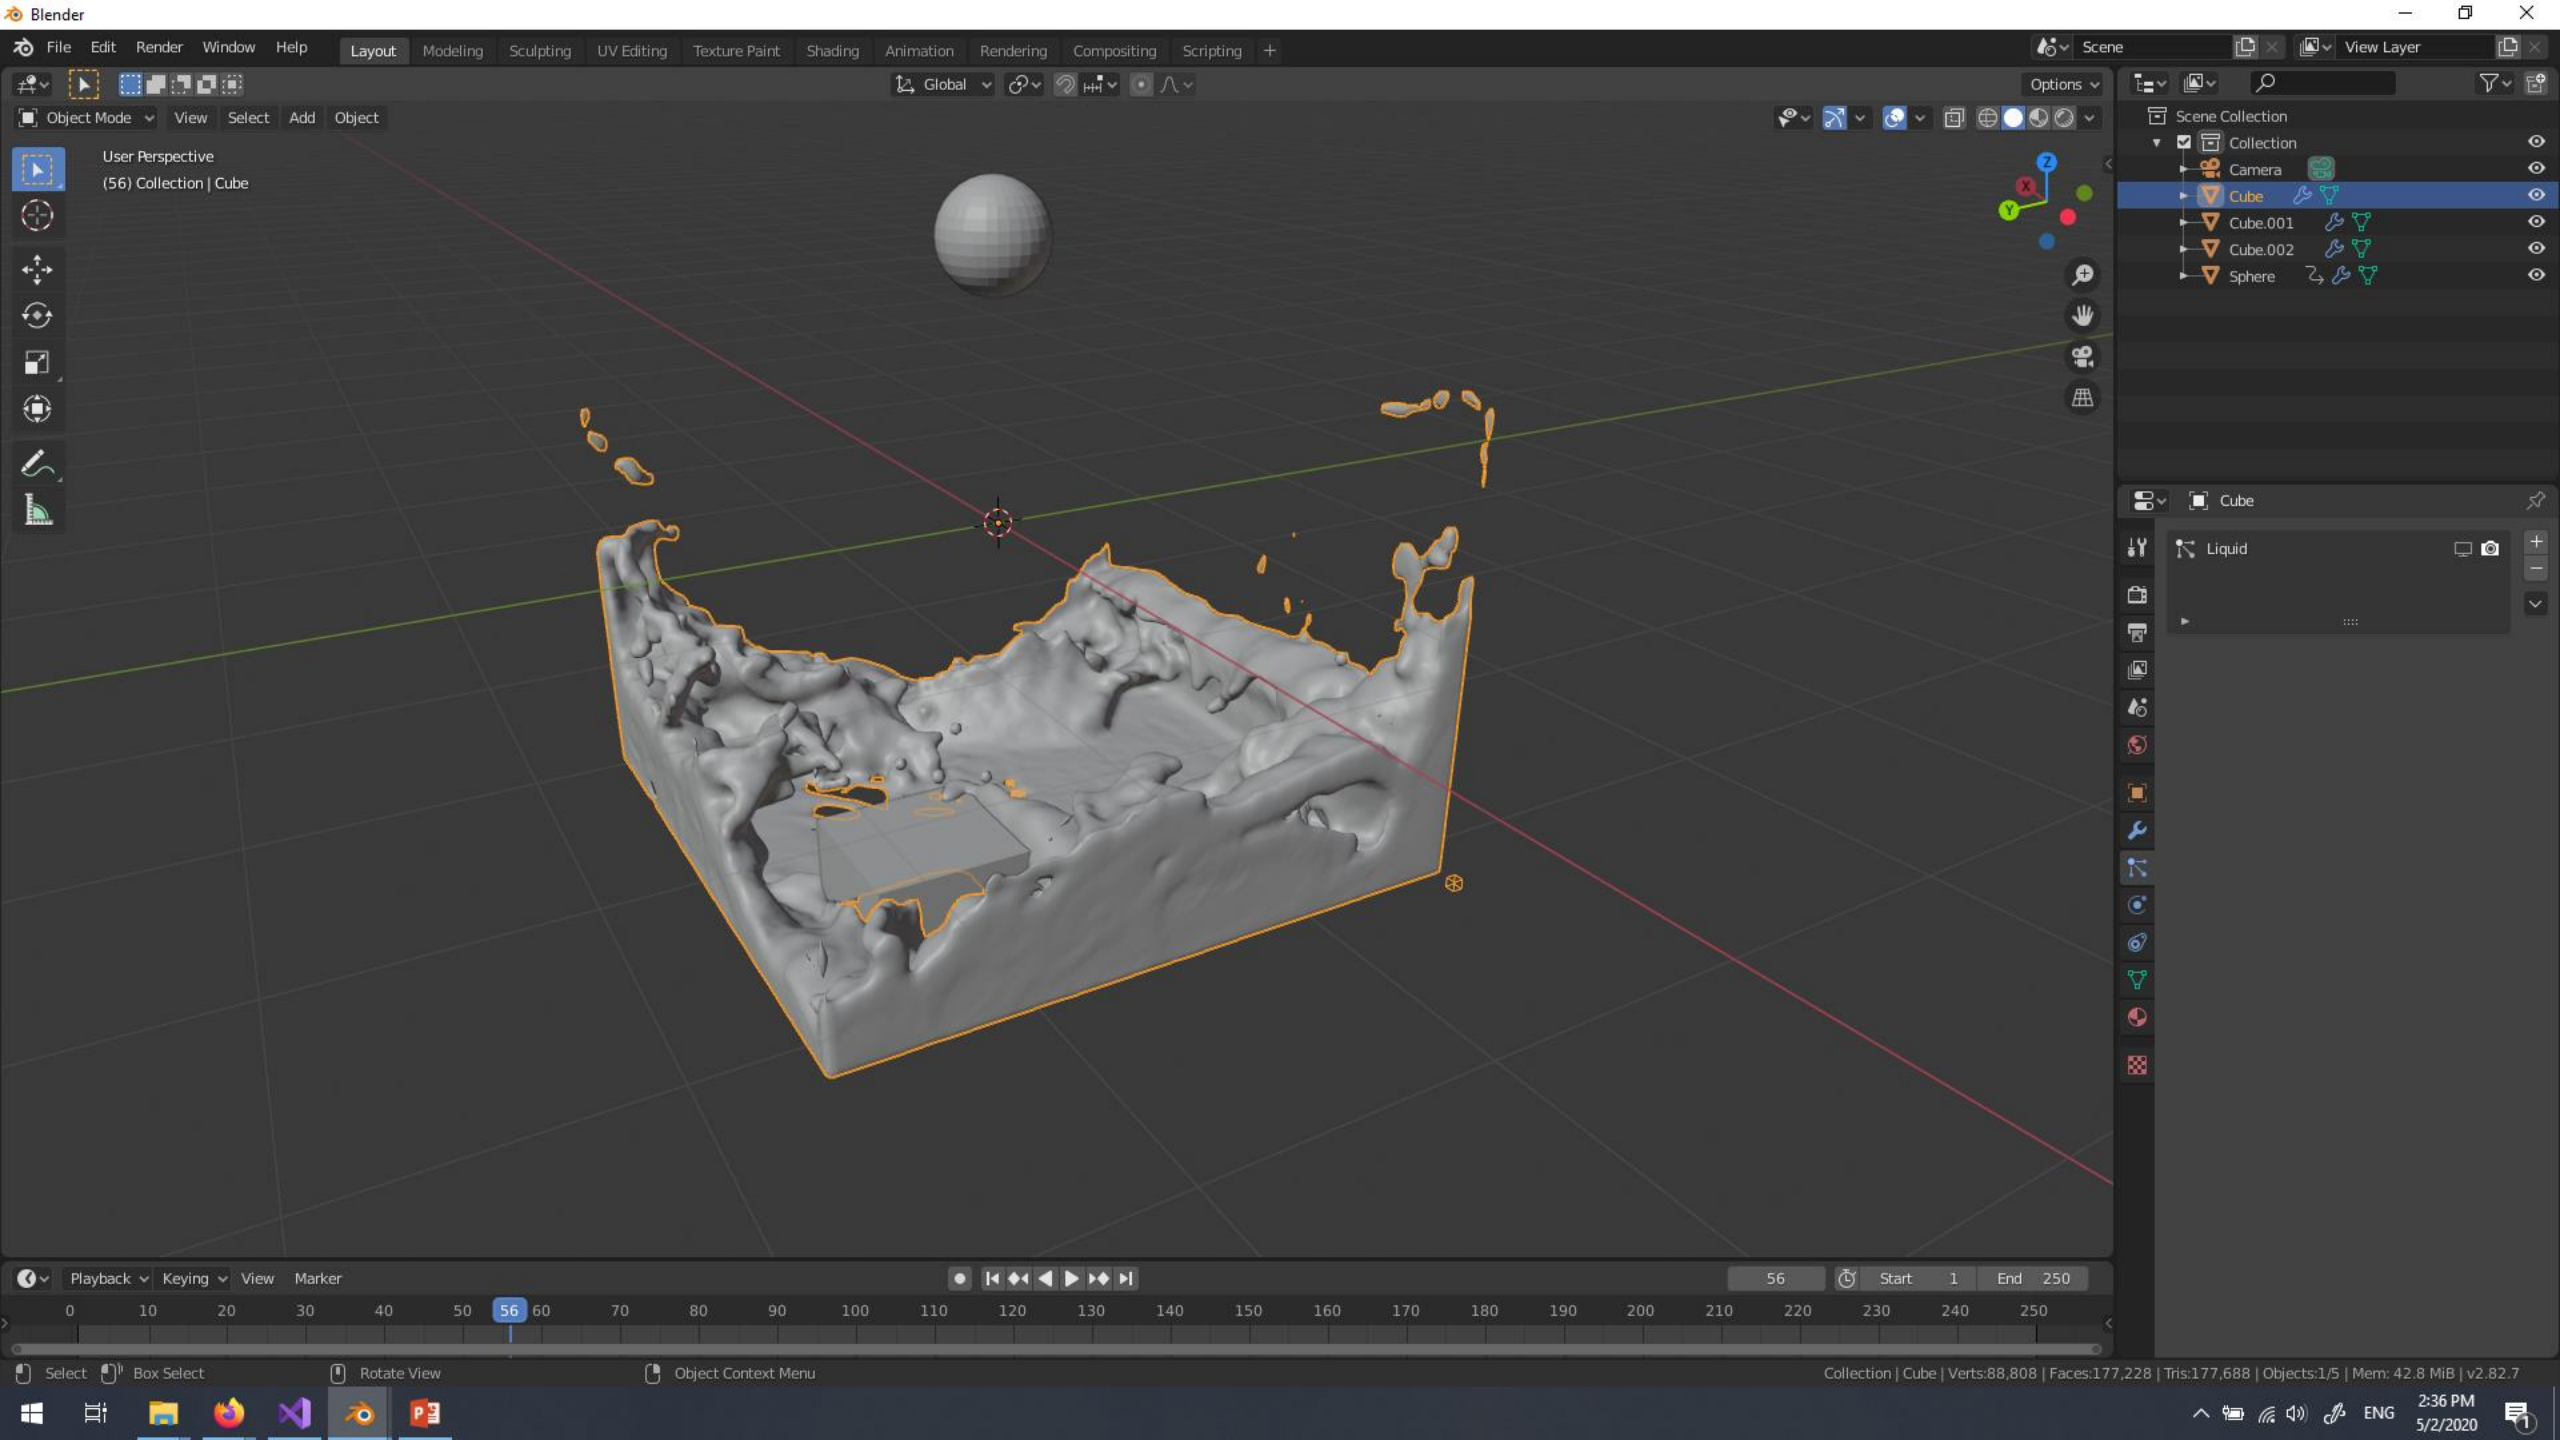 Blender
File Edit Render Window Help Layout Modeling Sculpting UV Editing Texture Paint Shading Animation Rendering Compositing Scripting + Scene View Layer
Global Options
Object Mode View Select Add Object
User Perspective
(56) Collection | Cube
Z
X
Y
Scene Collection
Collection
Camera
Cube
Cube.001
Cube.002
Sphere
Cube
Liquid
Playback Keying View Marker 56 Start 1 End 250
0 10 20 30 40 50 56 60 70 80 90 100 110 120 130 140 150 160 170 180 190 200 210 220 230 240 250
Select Box Select Rotate View Object Context Menu Collection | Cube | Verts:88,808 | Faces:177,228 | Tris:177,688 | Objects:1/5 | Mem: 42.8 MiB | v2.82.7
ENG 2:36 PM
5/2/2020 1